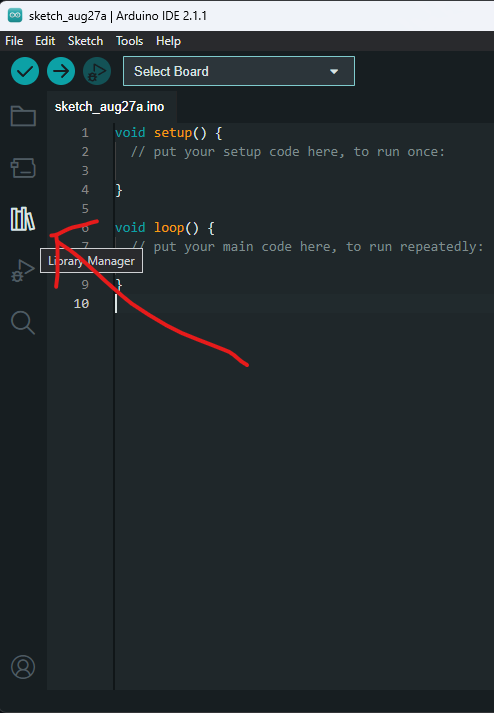 sketch_aug27a | Arduino IDE 2.1.1
File Edit Sketch Tools Help
Select Board
sketch_aug27a.ino
1 void setup() {
2 // put your setup code here, to run once:
3
4 }
5
6 void loop() {
7 // put your main code here, to run repeatedly:
Library Manager
9 }
10